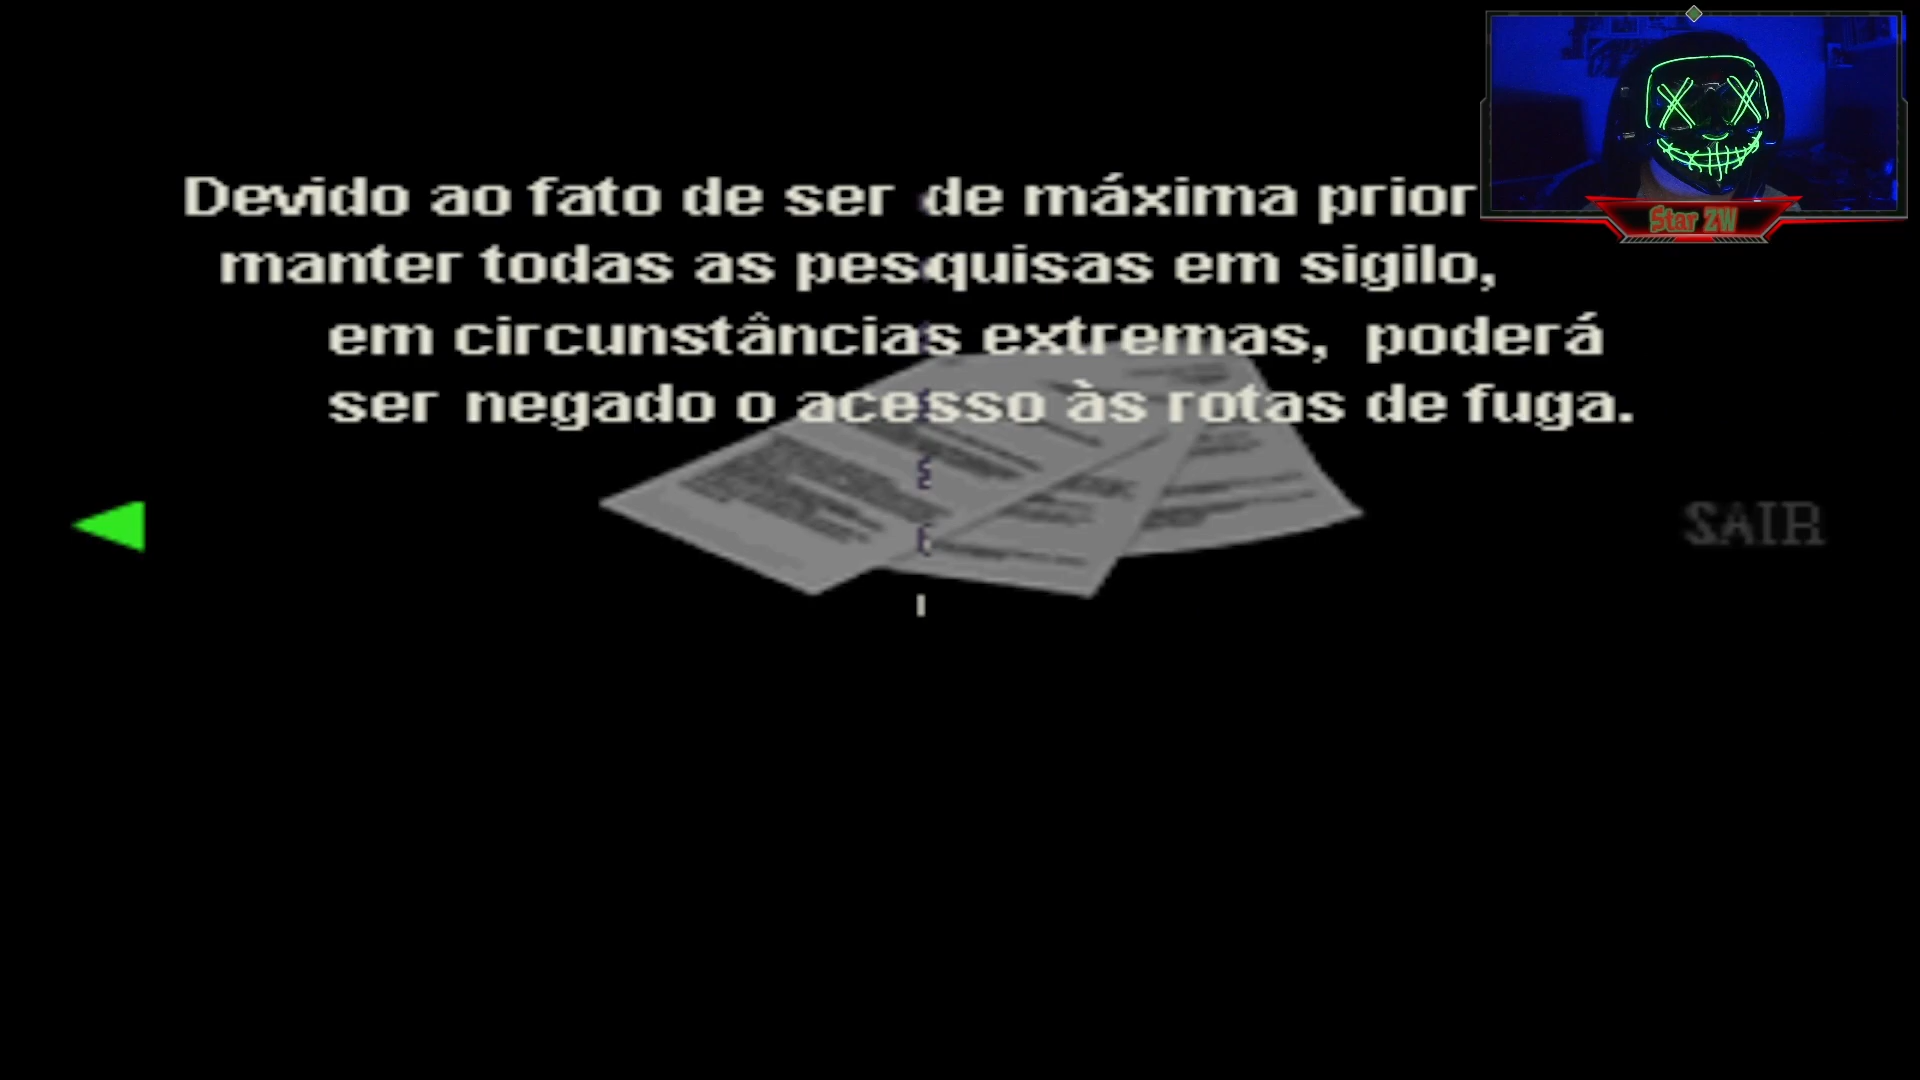 Devido ao fato de ser de máxima prior
manter todas as pesquisas em sigilo,
em circunstâncias extremas, poderá
ser negado o acesso às rotas de fuga.
SAIR
Star ZW